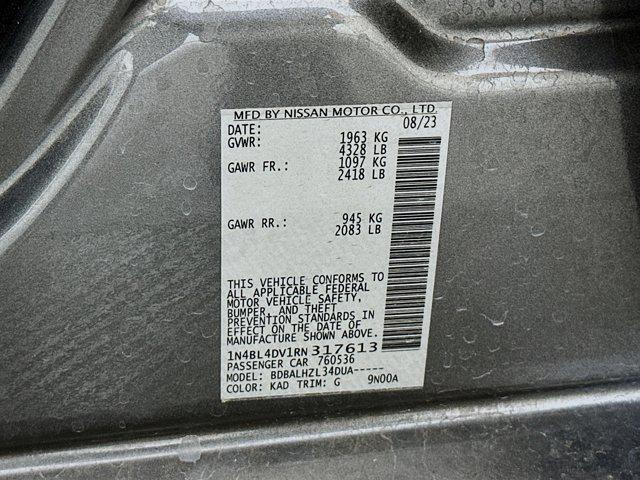 MFD BY NISSAN MOTOR CO., LTD.
DATE: 08/23
GVWR: 1963 KG
4328 LB
GAWR FR.: 1097 KG
2418 LB
GAWR RR.: 945 KG
2083 LB
THIS VEHICLE CONFORMS TO
ALL APPLICABLE FEDERAL
MOTOR VEHICLE SAFETY,
BUMPER, AND THEFT
PREVENTION STANDARDS IN
EFFECT ON THE DATE OF
MANUFACTURE SHOWN ABOVE.
1N4BL4DV1RN317613
PASSENGER CAR 760536
MODEL: BDBALHZL34DUA-----
COLOR: KAD TRIM: G 9N00A